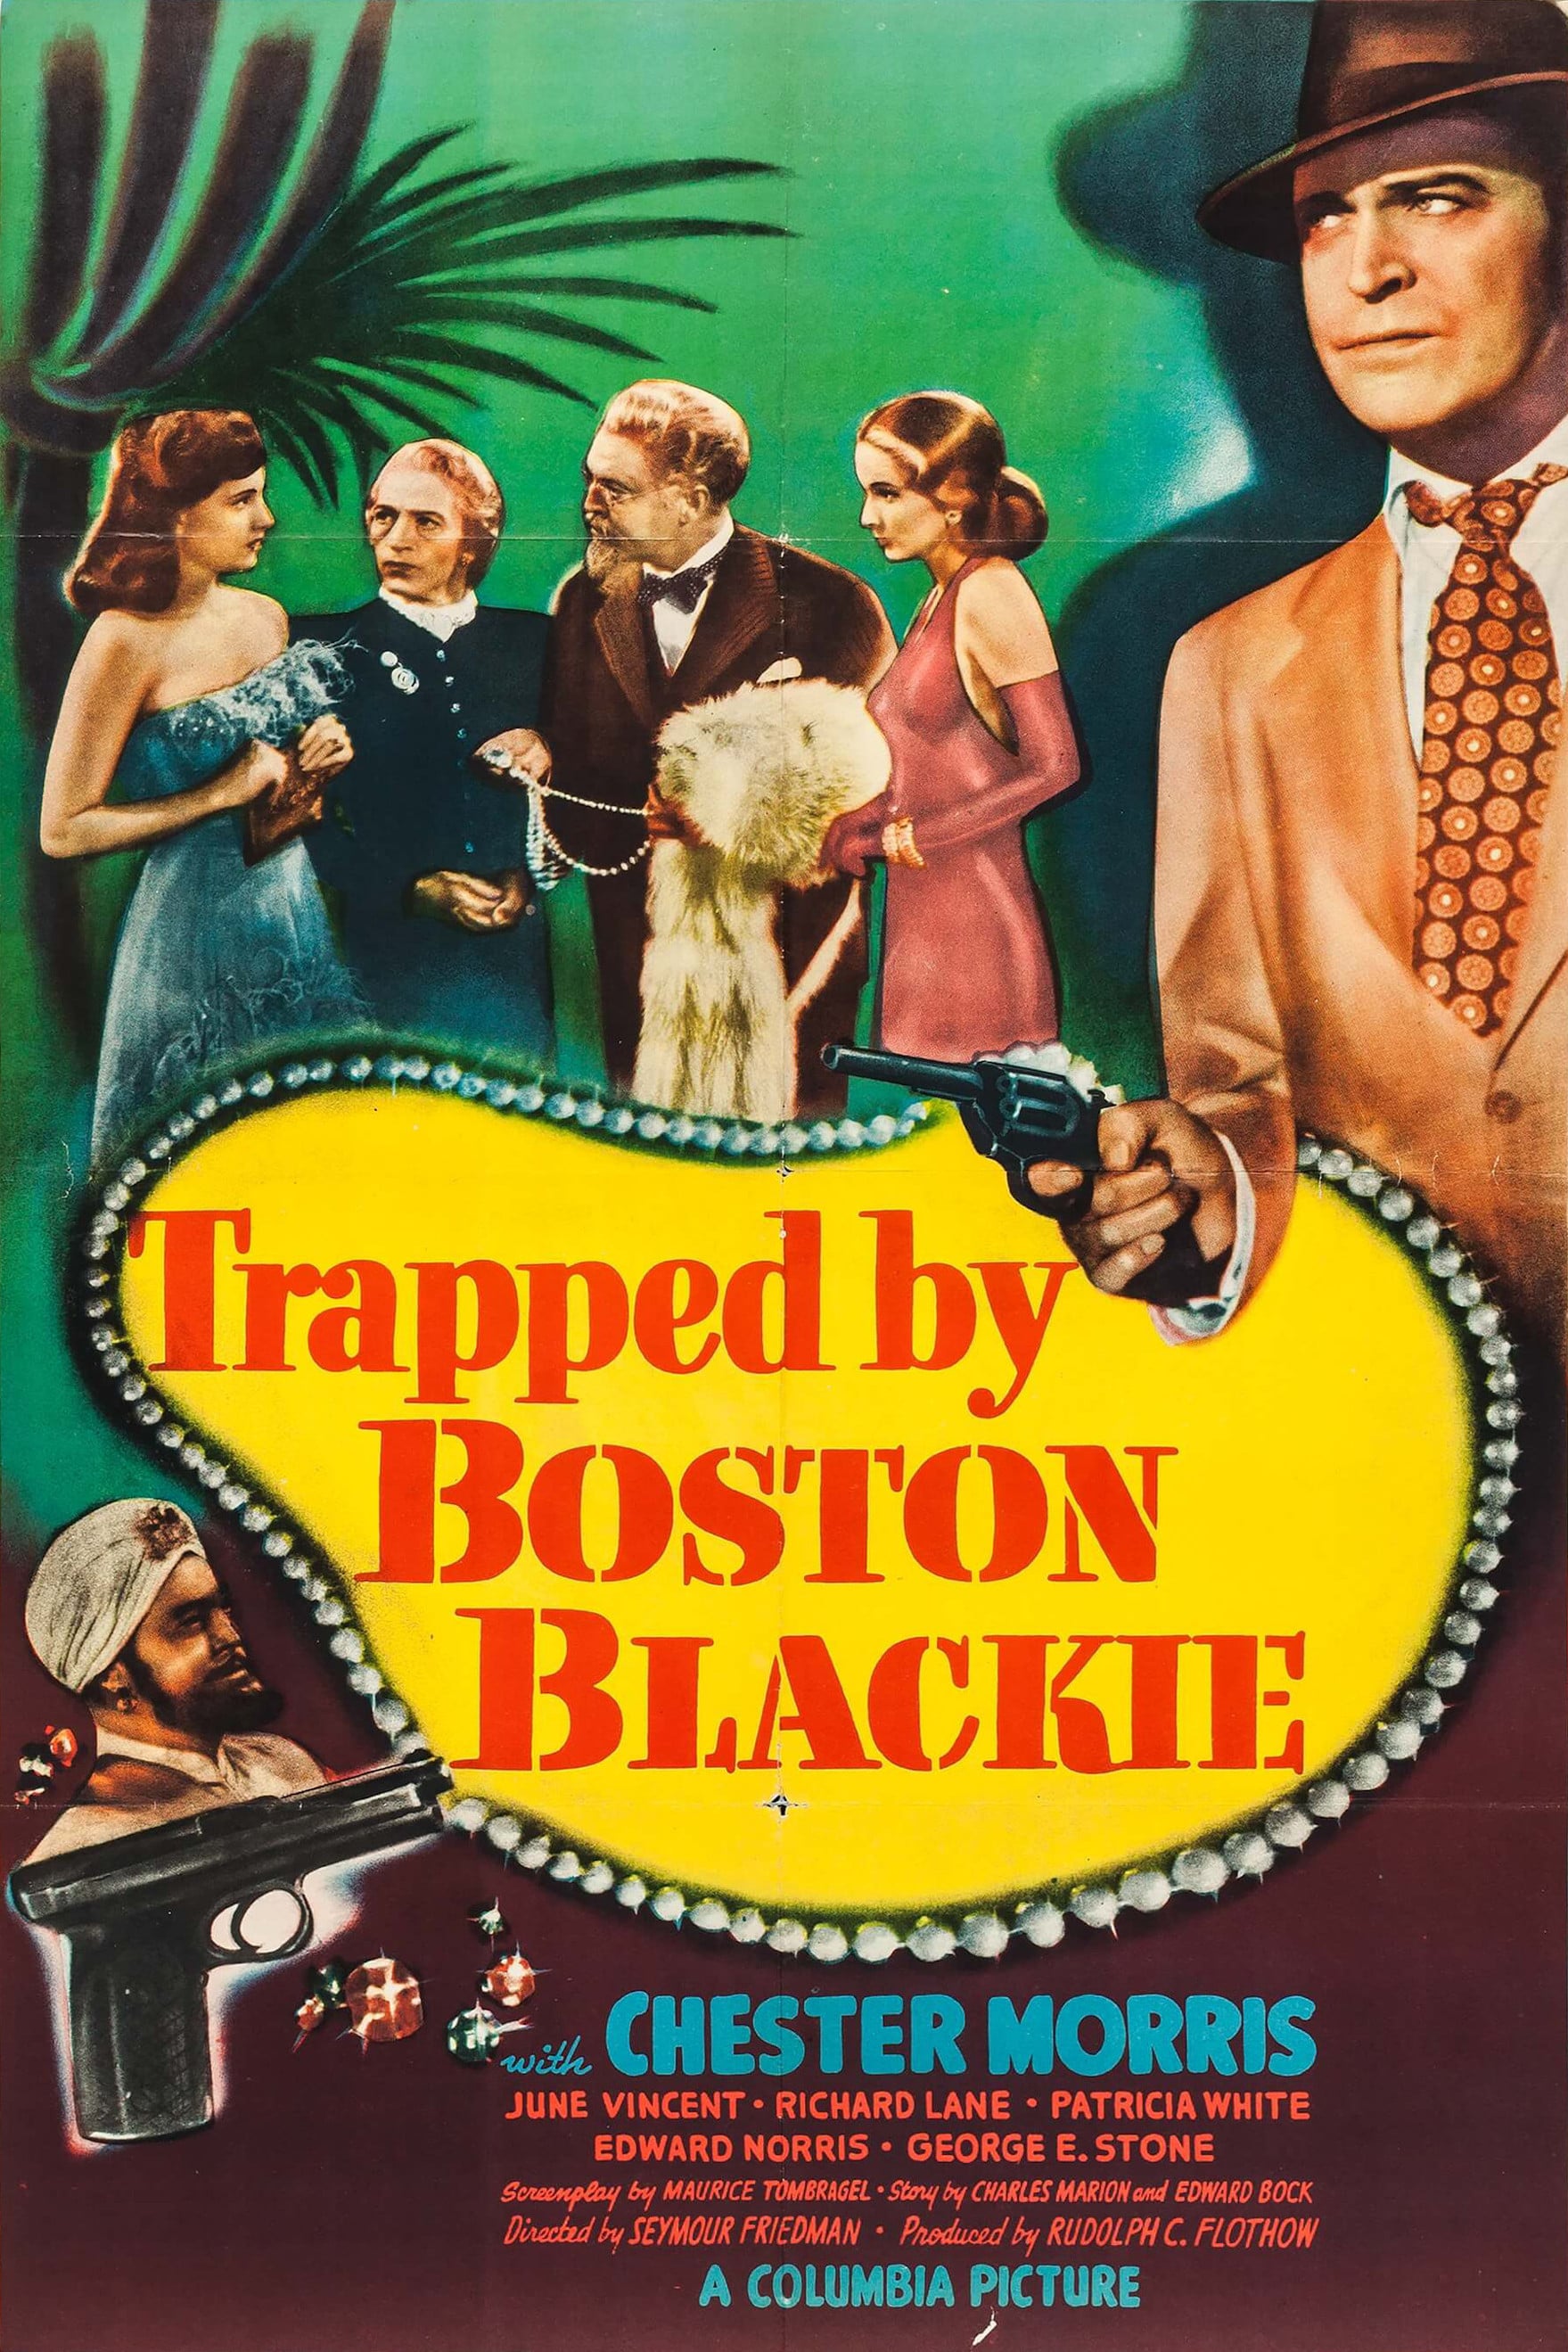 Trapped by
BOSTON
BLACKIE
with CHESTER MORRIS
JUNE VINCENT • RICHARD LANE • PATRICIA WHITE
EDWARD NORRIS • GEORGE E. STONE
Screenplay by MAURICE TOMBRAGEL • Story by CHARLES MARION and EDWARD BOCK
Directed by SEYMOUR FRIEDMAN • Produced by RUDOLPH C. FLOTHOW
A COLUMBIA PICTURE